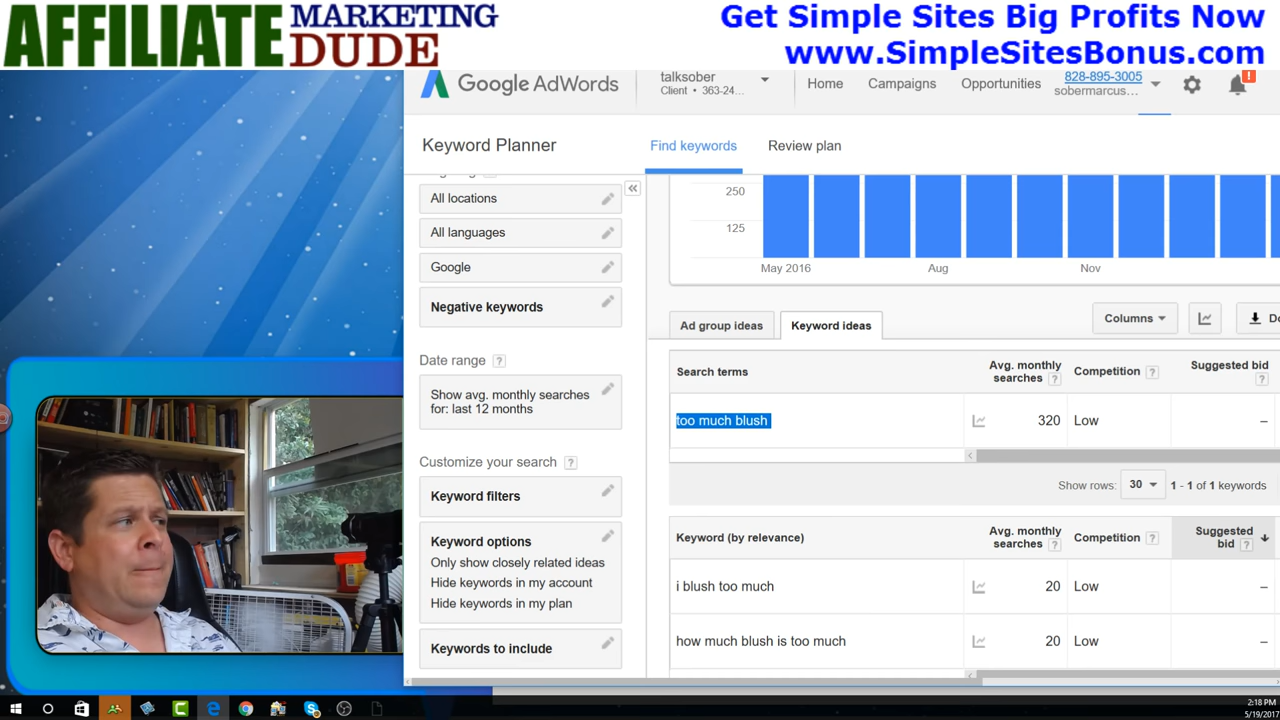 AFFILIATE MARKETING DUDE
Get Simple Sites Big Profits Now
www.SimpleSitesBonus.com
Google AdWords
talksober
Client • 363-24...
Home
Campaigns
Opportunities
828-895-3005
sobermarcus...
!
Keyword Planner
Find keywords
Review plan
All locations
All languages
Google
Negative keywords
Date range ?
Show avg. monthly searches
for: last 12 months
Customize your search ?
Keyword filters
Keyword options
Only show closely related ideas
Hide keywords in my account
Hide keywords in my plan
Keywords to include
250
125
May 2016
Aug
Nov
Ad group ideas
Keyword ideas
Columns
Do
Search terms
Avg. monthly
searches ?
Competition ?
Suggested bid
?
too much blush
320
Low
–
Show rows: 30 1 - 1 of 1 keywords
Keyword (by relevance)
Avg. monthly
searches ?
Competition ?
Suggested
bid ?
i blush too much
20
Low
–
how much blush is too much
20
Low
–
2:18 PM
5/19/2017